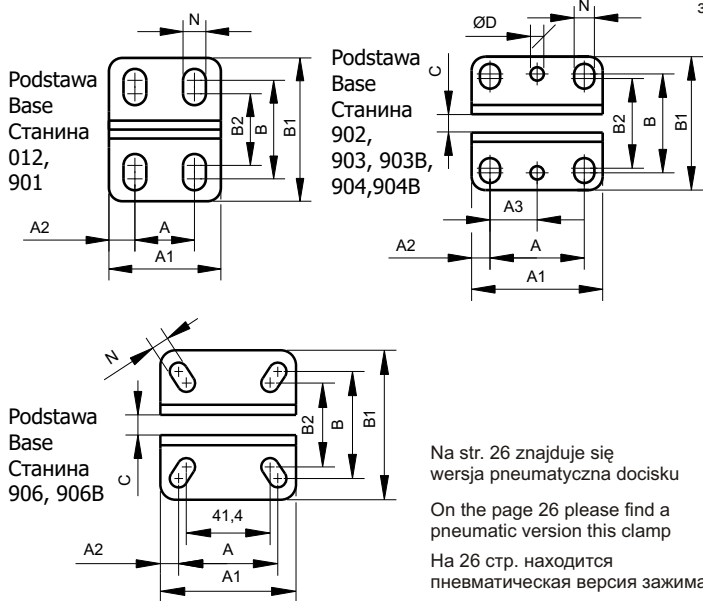 N
Podstawa
Base
Станина
012,
901
B2
B
B1
A2
A
A1
3
N
ØD
C
Podstawa
Base
Станина
902,
903, 903B,
904,904B
B2
B
B1
A3
A2
A
A1
N
Podstawa
Base
Станина
906, 906B
C
B2
B
B1
41,4
A2
A
A1
Na str. 26 znajduje się
wersja pneumatyczna docisku
On the page 26 please find a
pneumatic version this clamp
На 26 стр. находится
пневматическая версия зажима